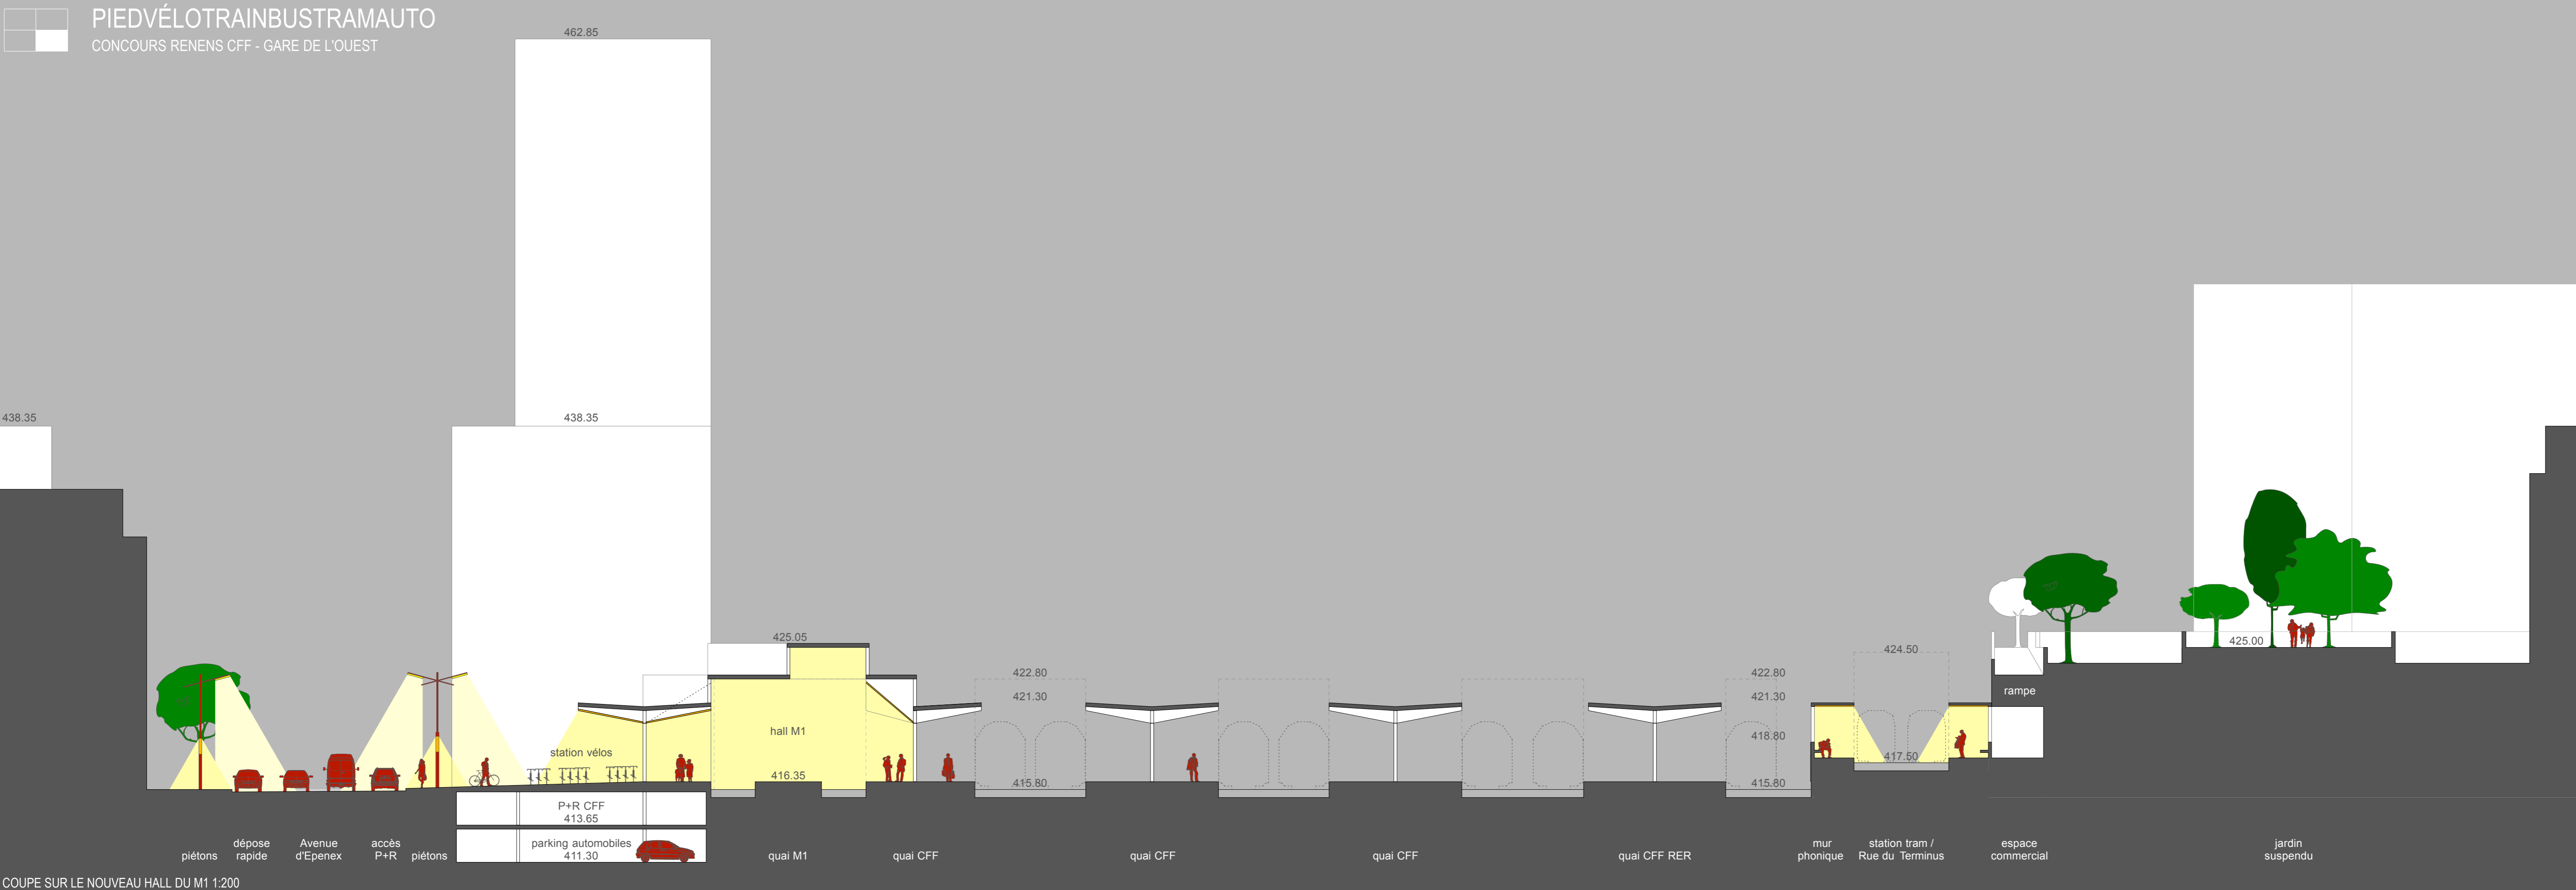 PIEDVÉLOTRAINBUSTRAMAUTO
CONCOURS RENENS CFF - GARE DE L'OUEST
462.85
438.35
438.35
425.05
422.80
421.30
422.80
421.30
418.80
415.80
424.50
417.50
425.00
rampe
hall M1
station vélos
416.35
415.80
P+R CFF
413.65
parking automobiles
411.30
piétons
dépose
rapide
Avenue
d'Epenex
accès
P+R
piétons
quai M1
quai CFF
quai CFF
quai CFF
quai CFF RER
mur
phonique
station tram /
Rue du Terminus
espace
commercial
jardin
suspendu
COUPE SUR LE NOUVEAU HALL DU M1 1:200